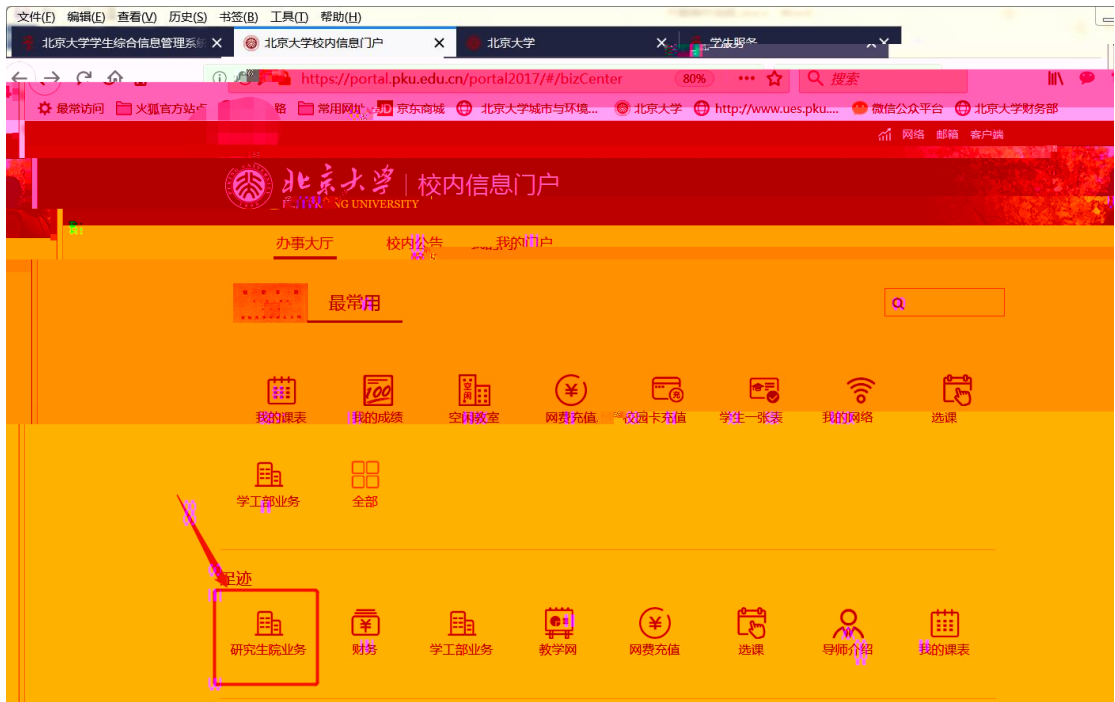 文件(F) 编辑(E) 查看(V) 历史(S) 书签(B) 工具(T) 帮助(H)
北京大学学生综合信息管理系统 × 北京大学校内信息门户 × 北京大学 × 学生服务 ×
https://portal.pku.edu.cn/portal2017/#/bizCenter 80% ··· 搜索
最常访问 火狐官方站点 常用网址 JD 京东商城 北京大学城市与环境... 北京大学 http://www.ues.pku.... 微信公众平台 北京大学财务部
网络 邮箱 客户端
北京大学 | 校内信息门户
UNIVERSITY
办事大厅 校内公告 我的门户
最常用
100 空闲
我的课表 我的成绩 空闲教室 网费充值 校园卡充值 学生一张表 我的网络 选课
学工部业务 全部
足迹
研究生院业务 财务 学工部业务 教学网 网费充值 选课 导师介绍 我的课表